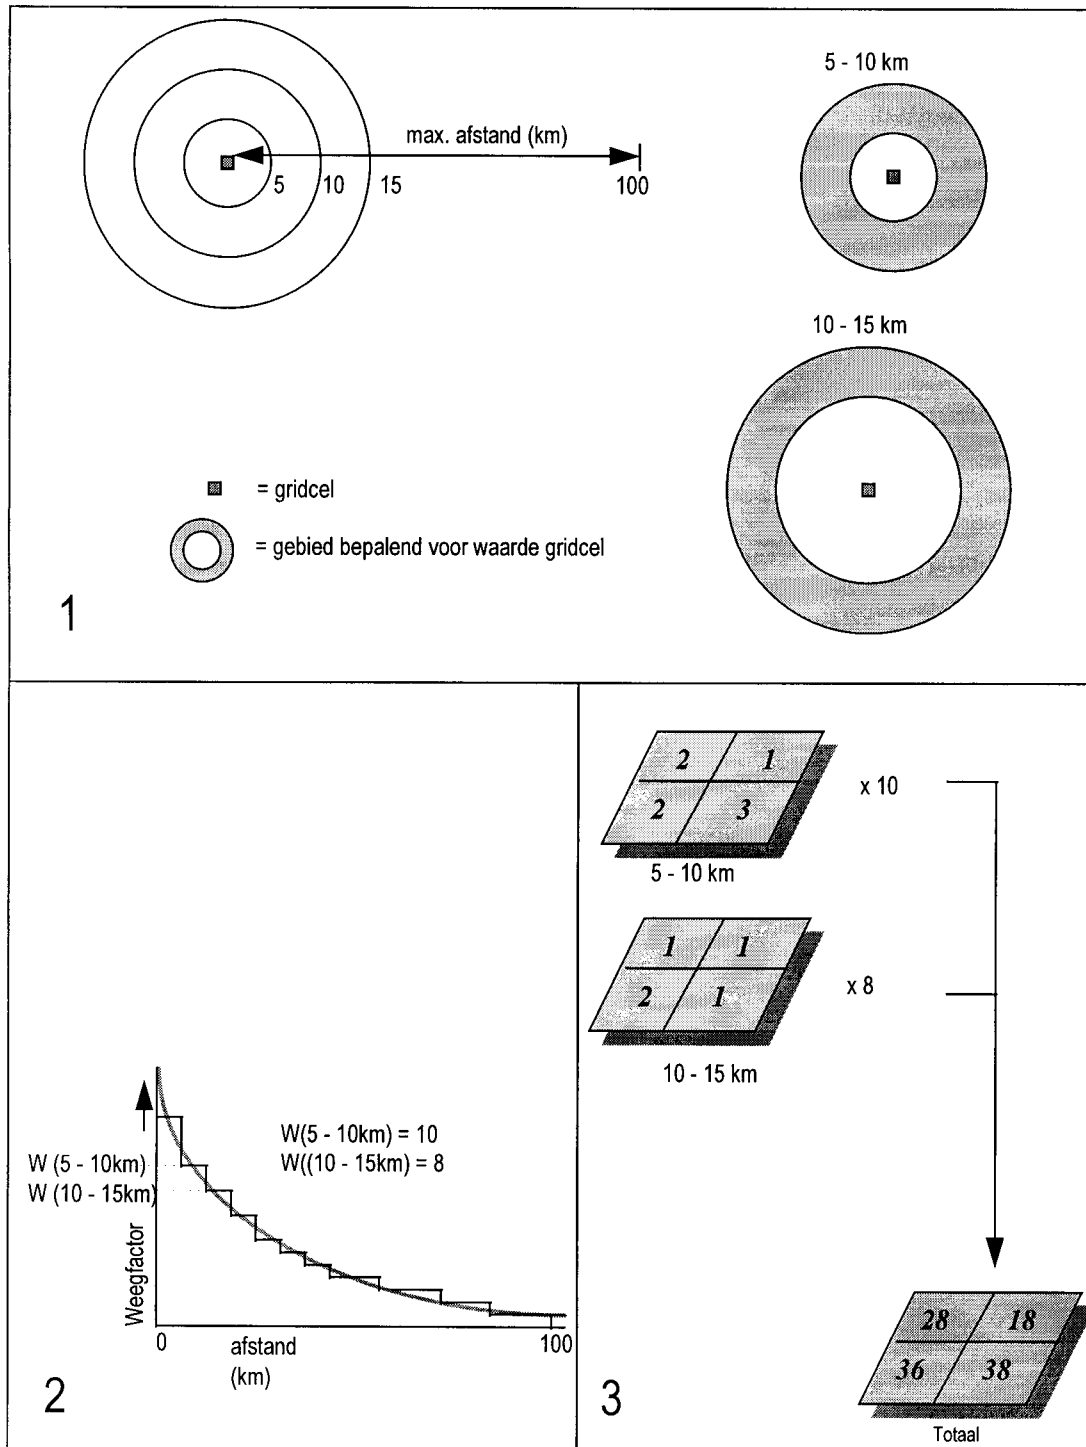 5 - 10 km
max. afstand (km)
5 10 15 100
10 - 15 km
= gridcel
= gebied bepalend voor waarde gridcel
1
2 1
x 10
2 3
5 - 10 km
1 1
2 1
x 8
10 - 15 km
W(5 - 10km) = 10
W((10 - 15km) = 8
W (5 - 10km)
W (10 - 15km)
Weegfactor
0 100
afstand
(km)
2
28 18
36 38
3
Totaal